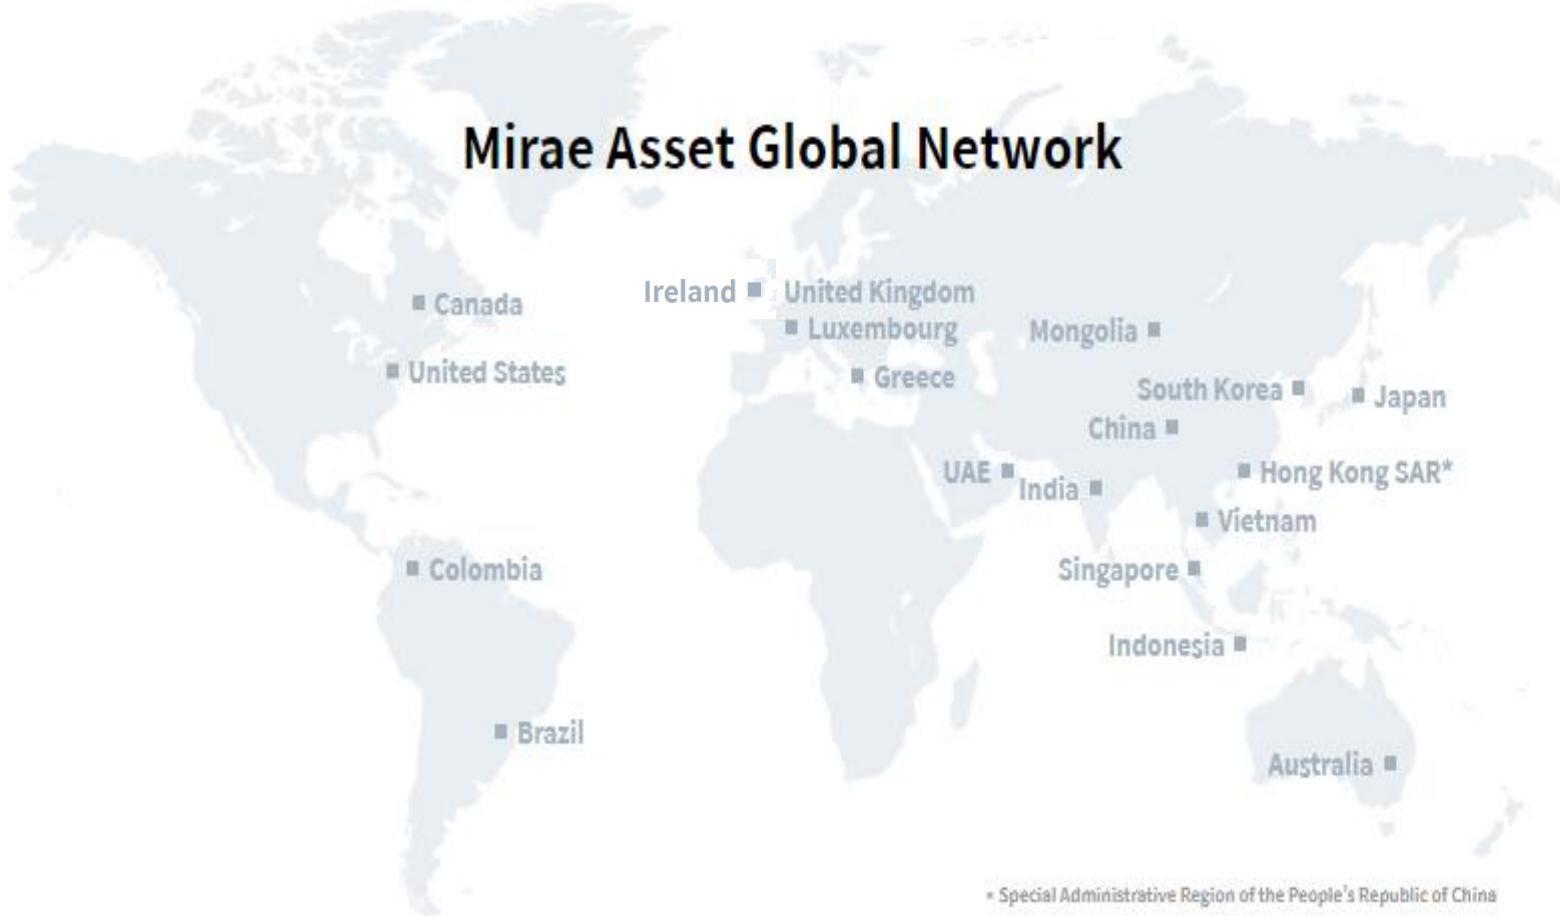 Mirae Asset Global Network
Ireland
United Kingdom
Canada
Luxembourg
Mongolia
United States
Greece
South Korea
Japan
China
UAE
India
Hong Kong SAR*
Vietnam
Colombia
Singapore
Indonesia
Brazil
Australia
* Special Administrative Region of the People's Republic of China